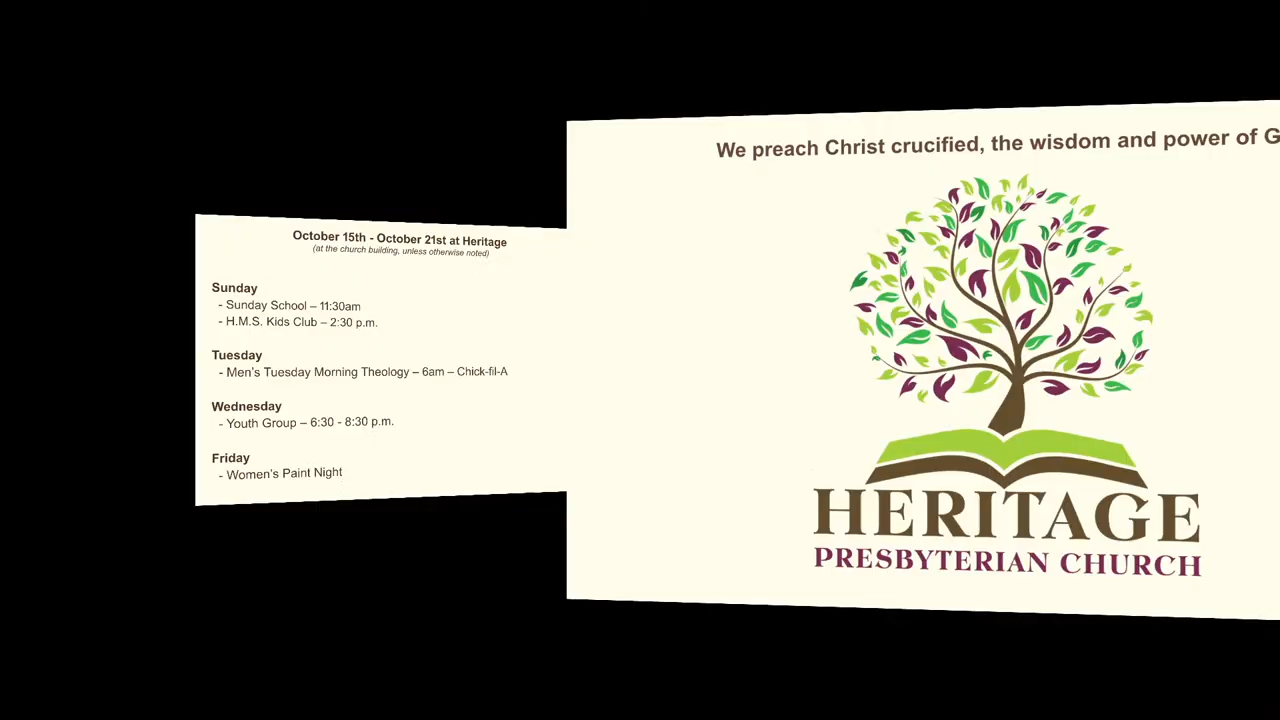 October 15th - October 21st at Heritage
(at the church building, unless otherwise noted)
Sunday
- Sunday School – 11:30am
- H.M.S. Kids Club – 2:30 p.m.
Tuesday
- Men's Tuesday Morning Theology – 6am – Chick-fil-A
Wednesday
- Youth Group – 6:30 - 8:30 p.m.
Friday
- Women's Paint Night
We preach Christ crucified, the wisdom and power of
HERITAGE
PRESBYTERIAN CHURCH